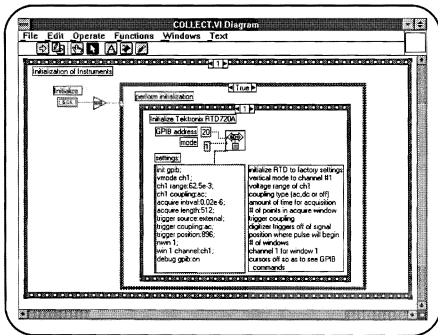 COLLECT.VI Diagram
File Edit Operate Functions Windows Text
1
Initialization of Instruments
True
Initialize
perform initialization
1
Initialize Tektronix RTD720A
GPIB address 20
mode 1
settings:
init gpib;
vmode ch1;
ch1 range:62.5e-3;
ch1 coupling:ac;
acquire intrval:0.02e-6;
acquire length:512;
trigger source:external;
trigger coupling:ac;
trigger position:896;
nwin 1;
win 1 channel:ch1;
debug gpib:on
initialize RTD to factory settings
vertical mode to channel #1
voltage range of ch1
coupling type (ac,dc or off)
amount of time for acquisition
# of points in acquire window
trigger coupling
digitizer triggers off of signal
position where pulse will begin
# of windows
channel 1 for window 1
cursors off so as to see GPIB
commands